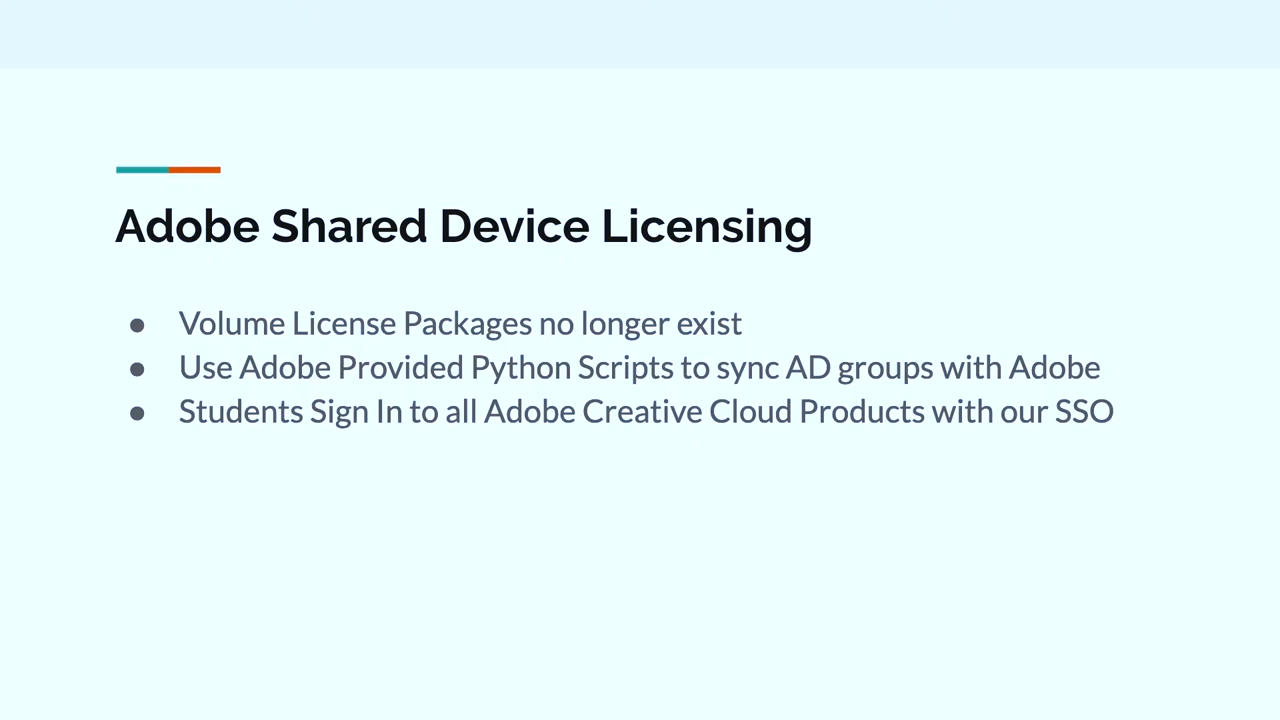 Adobe Shared Device Licensing
● Volume License Packages no longer exist
● Use Adobe Provided Python Scripts to sync AD groups with Adobe
● Students Sign In to all Adobe Creative Cloud Products with our SSO